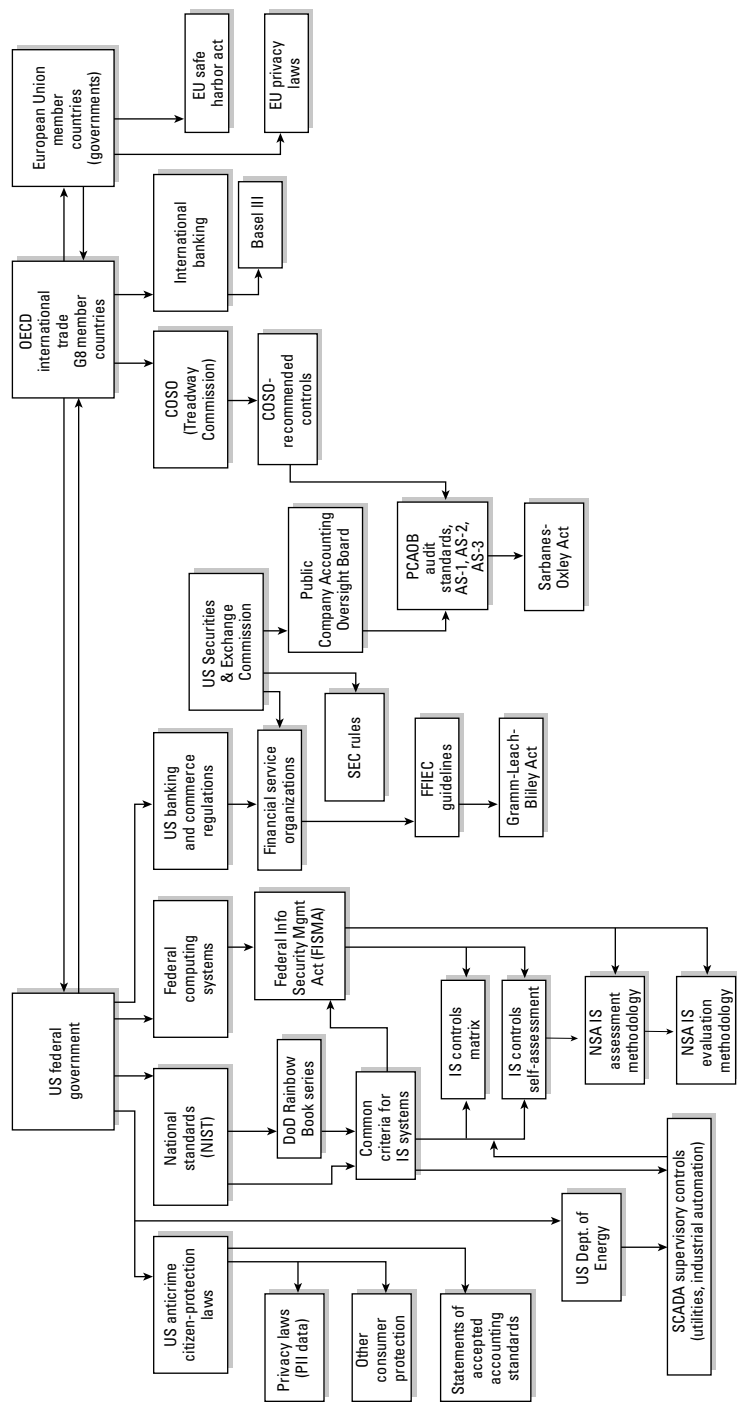 US federal
government
OECD
international
trade
G8 member
countries
European Union
member
countries
(governments)
US anticrime
citizen-protection
laws
National
standards
(NIST)
Federal
computing
systems
US banking
and commerce
regulations
US Securities
& Exchange
Commission
COSO
(Treadway
Commission)
International
banking
EU safe
harbor act
Privacy laws
(PII data)
DoD Rainbow
Book series
Federal Info
Security Mgmt
Act (FISMA)
Financial service
organizations
Public
Company Accounting
Oversight Board
COSO-
recommended
controls
Basel III
EU privacy
laws
Other
consumer
protection
Common
criteria for
IS systems
SEC rules
Statements of
accepted
accounting
standards
IS controls
matrix
FFIEC
guidelines
PCAOB
audit
standards,
AS-1, AS-2,
AS-3
IS controls
self-assessment
Gramm-Leach-
Bliley Act
Sarbanes-
Oxley Act
US Dept. of
Energy
NSA IS
assessment
methodology
SCADA supervisory controls
(utilities, industrial automation)
NSA IS
evaluation
methodology